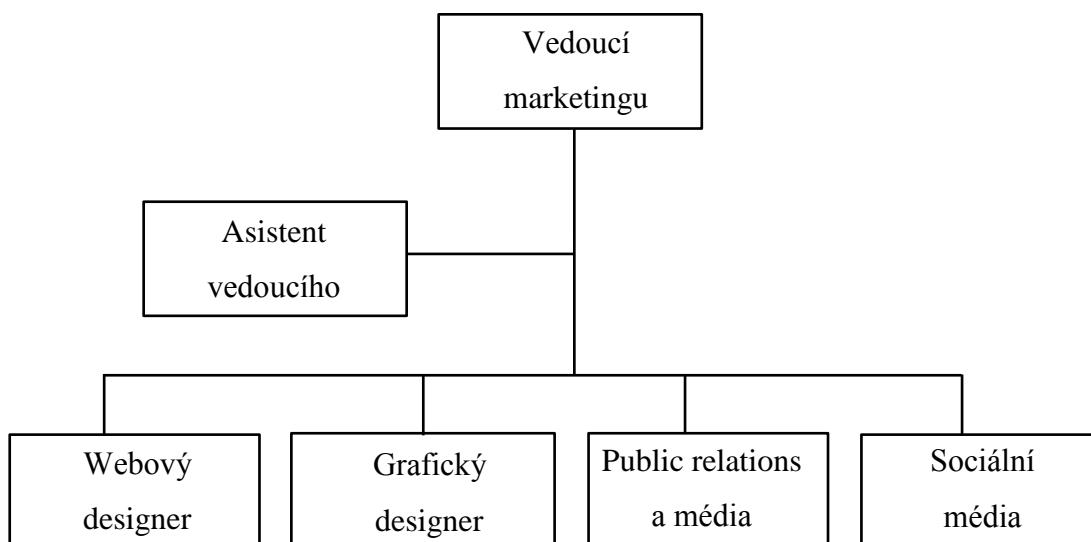 Vedoucí
marketingu
Asistent
vedoucího
Webový
designer
Grafický
designer
Public relations
a média
Sociální
média